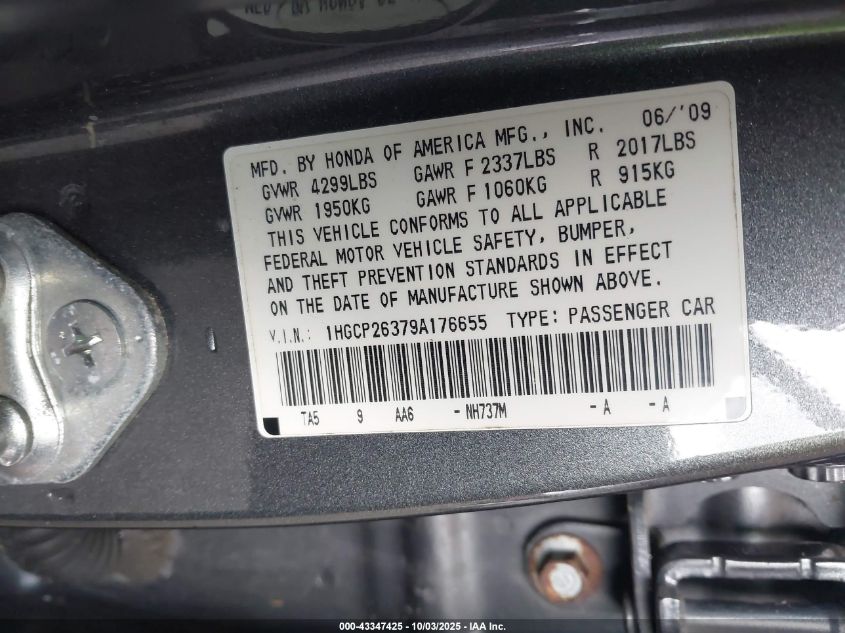 MFD. BY HONDA OF AMERICA MFG., INC. 06/'09
GVWR 4299LBS GAWR F 2337LBS R 2017LBS
GVWR 1950KG GAWR F 1060KG R 915KG
THIS VEHICLE CONFORMS TO ALL APPLICABLE
FEDERAL MOTOR VEHICLE SAFETY, BUMPER,
AND THEFT PREVENTION STANDARDS IN EFFECT
ON THE DATE OF MANUFACTURE SHOWN ABOVE.
V.I.N.: 1HGCP26379A176655 TYPE: PASSENGER CAR
TA5 9 AA6 - NH737M - A - A
000-43347425 - 10/03/2025 - IAA Inc.